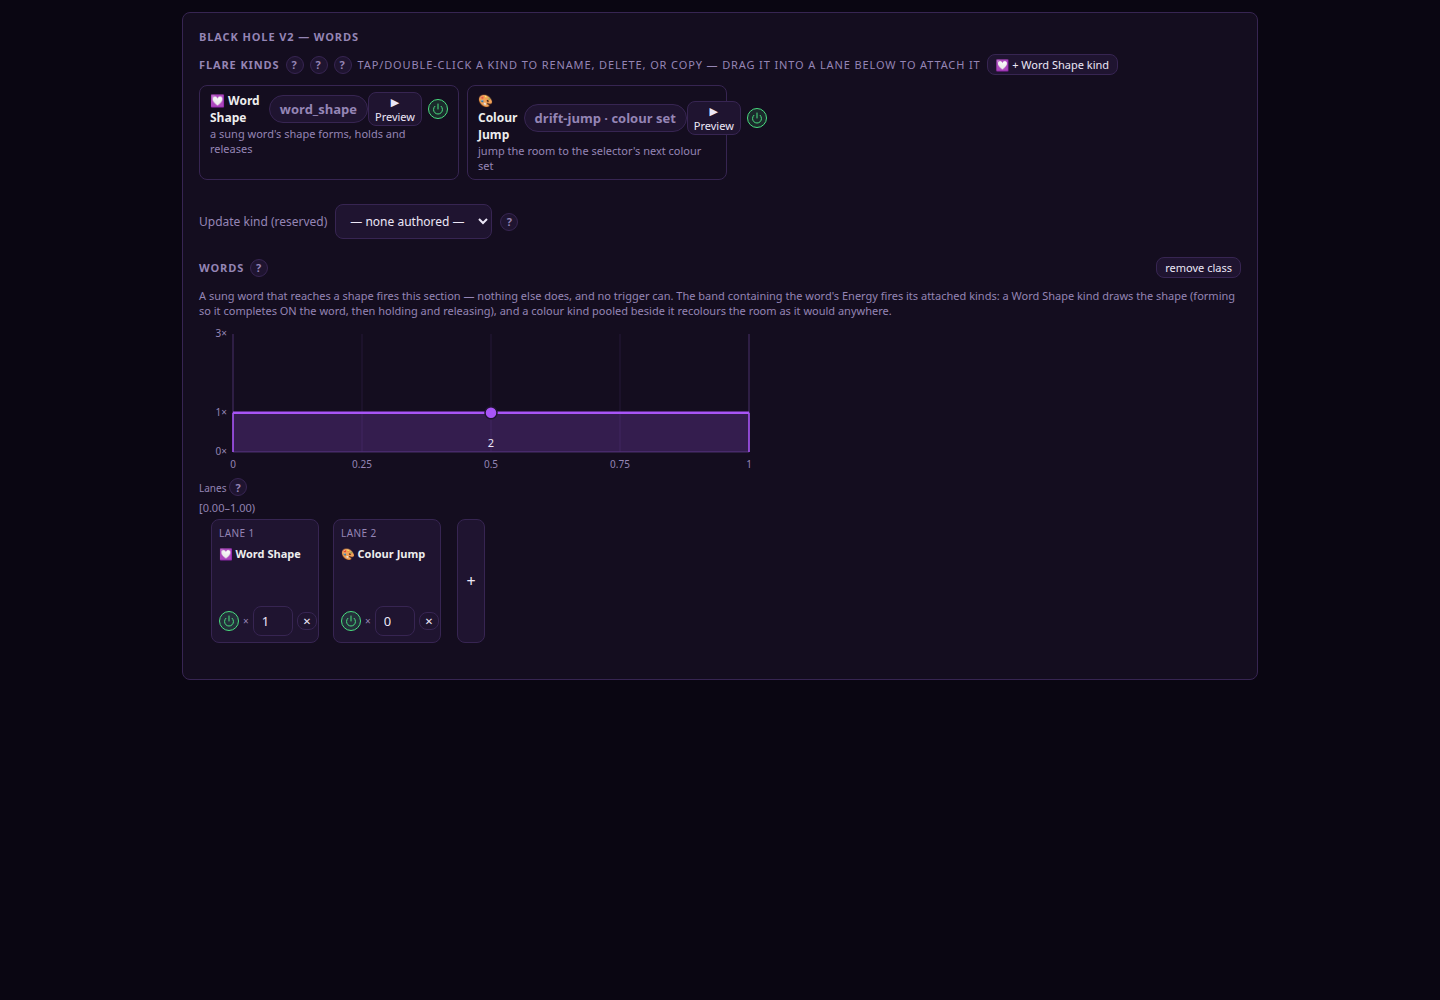 BLACK HOLE V2 — WORDS
FLARE KINDS ? ? ? TAP/DOUBLE-CLICK A KIND TO RENAME, DELETE, OR COPY — DRAG IT INTO A LANE BELOW TO ATTACH IT 💟 + Word Shape kind
💟 Word Shape word_shape ▶ Preview
a sung word's shape forms, holds and
releases
🎨 Colour Jump drift-jump · colour set ▶ Preview
jump the room to the selector's next colour
set
Update kind (reserved) — none authored — ?
WORDS ? remove class
A sung word that reaches a shape fires this section — nothing else does, and no trigger can. The band containing the word's Energy fires its attached kinds: a Word Shape kind draws the shape (forming
so it completes ON the word, then holding and releasing), and a colour kind pooled beside it recolours the room as it would anywhere.
3×
1×
2
0×
0 0.25 0.5 0.75 1
Lanes ?
[0.00–1.00)
LANE 1 LANE 2
💟 Word Shape 🎨 Colour Jump
+
× 1 ✕ × 0 ✕